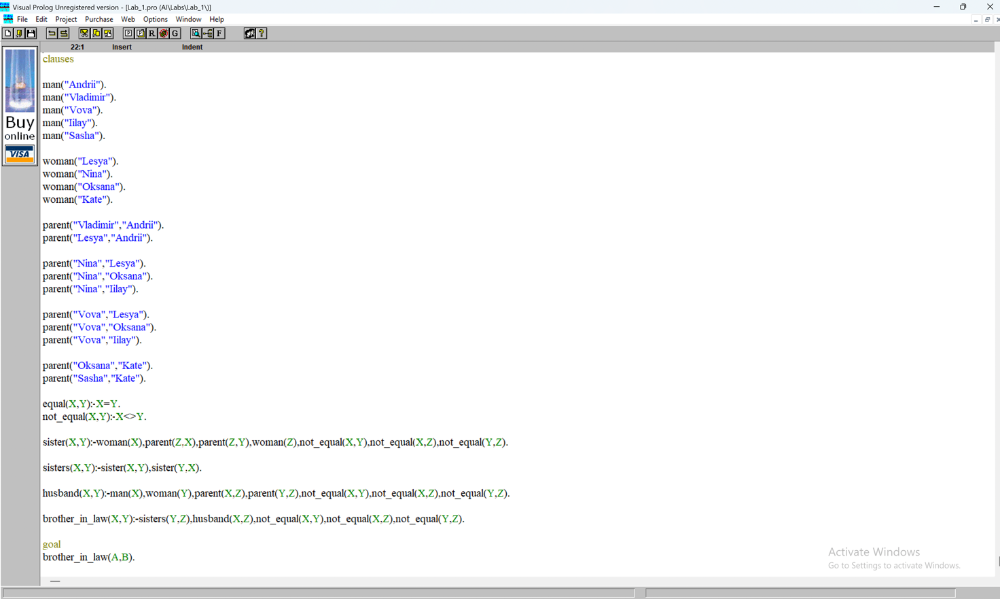 Visual Prolog Unregistered version - [Lab_1.pro (AI\Labs\Lab_1\)]
File Edit Project Purchase Web Options Window Help
P P R G F ?
22:1 Insert Indent
Buy
online
VISA
clauses
man("Andrii").
man("Vladimir").
man("Vova").
man("Iilay").
man("Sasha").
woman("Lesya").
woman("Nina").
woman("Oksana").
woman("Kate").
parent("Vladimir","Andrii").
parent("Lesya","Andrii").
parent("Nina","Lesya").
parent("Nina","Oksana").
parent("Nina","Iilay").
parent("Vova","Lesya").
parent("Vova","Oksana").
parent("Vova","Iilay").
parent("Oksana","Kate").
parent("Sasha","Kate").
equal(X,Y):-X=Y.
not_equal(X,Y):-X<>Y.
sister(X,Y):-woman(X),parent(Z,X),parent(Z,Y),woman(Z),not_equal(X,Y),not_equal(X,Z),not_equal(Y,Z).
sisters(X,Y):-sister(X,Y),sister(Y,X).
husband(X,Y):-man(X),woman(Y),parent(X,Z),parent(Y,Z),not_equal(X,Y),not_equal(X,Z),not_equal(Y,Z).
brother_in_law(X,Y):-sisters(Y,Z),husband(X,Z),not_equal(X,Y),not_equal(X,Z),not_equal(Y,Z).
goal
brother_in_law(A,B).
Activate Windows
Go to Settings to activate Windows.